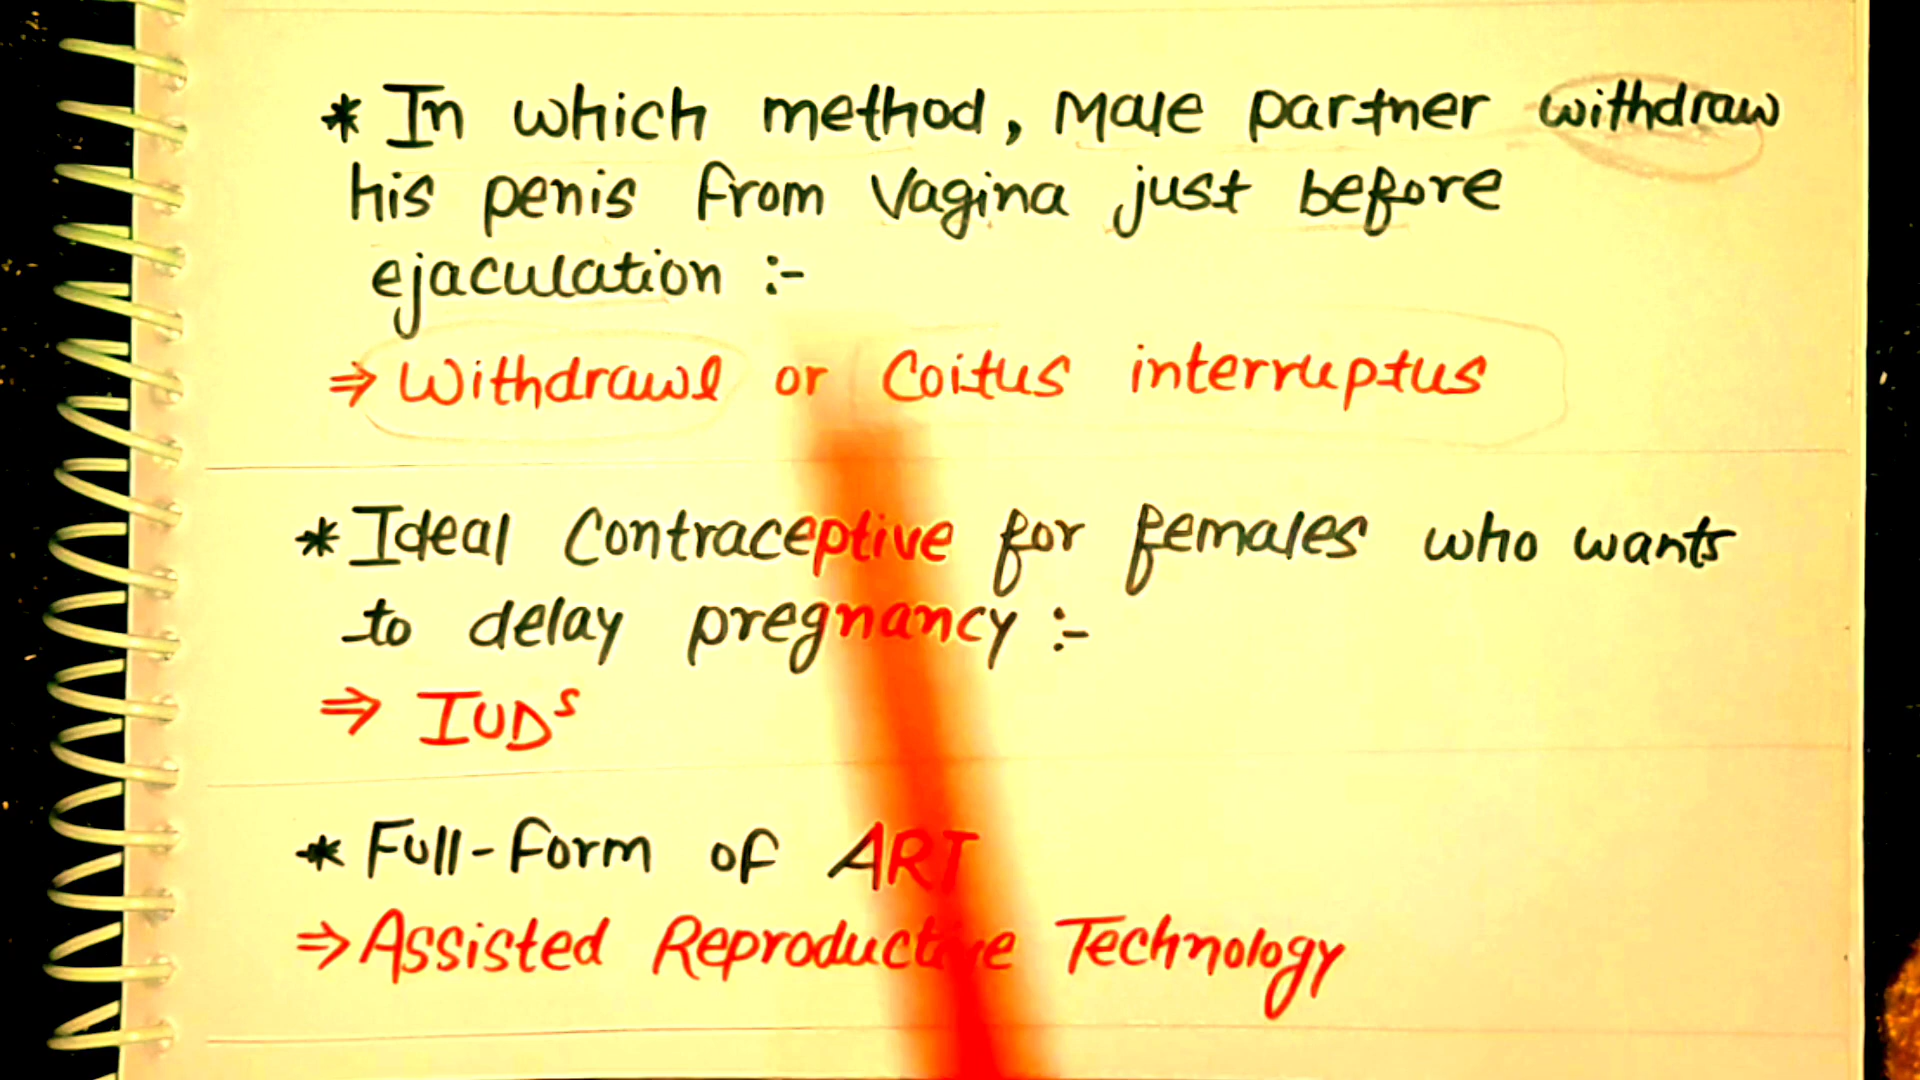 * In which method, Male partner withdraw
his penis from Vagina just before
ejaculation :-
⇒ Withdrawl or Coitus interruptus
* Ideal Contraceptive for females who wants
to delay pregnancy :-
⇒ IUDs
* Full-form of ART
⇒ Assisted Reproductive Technology